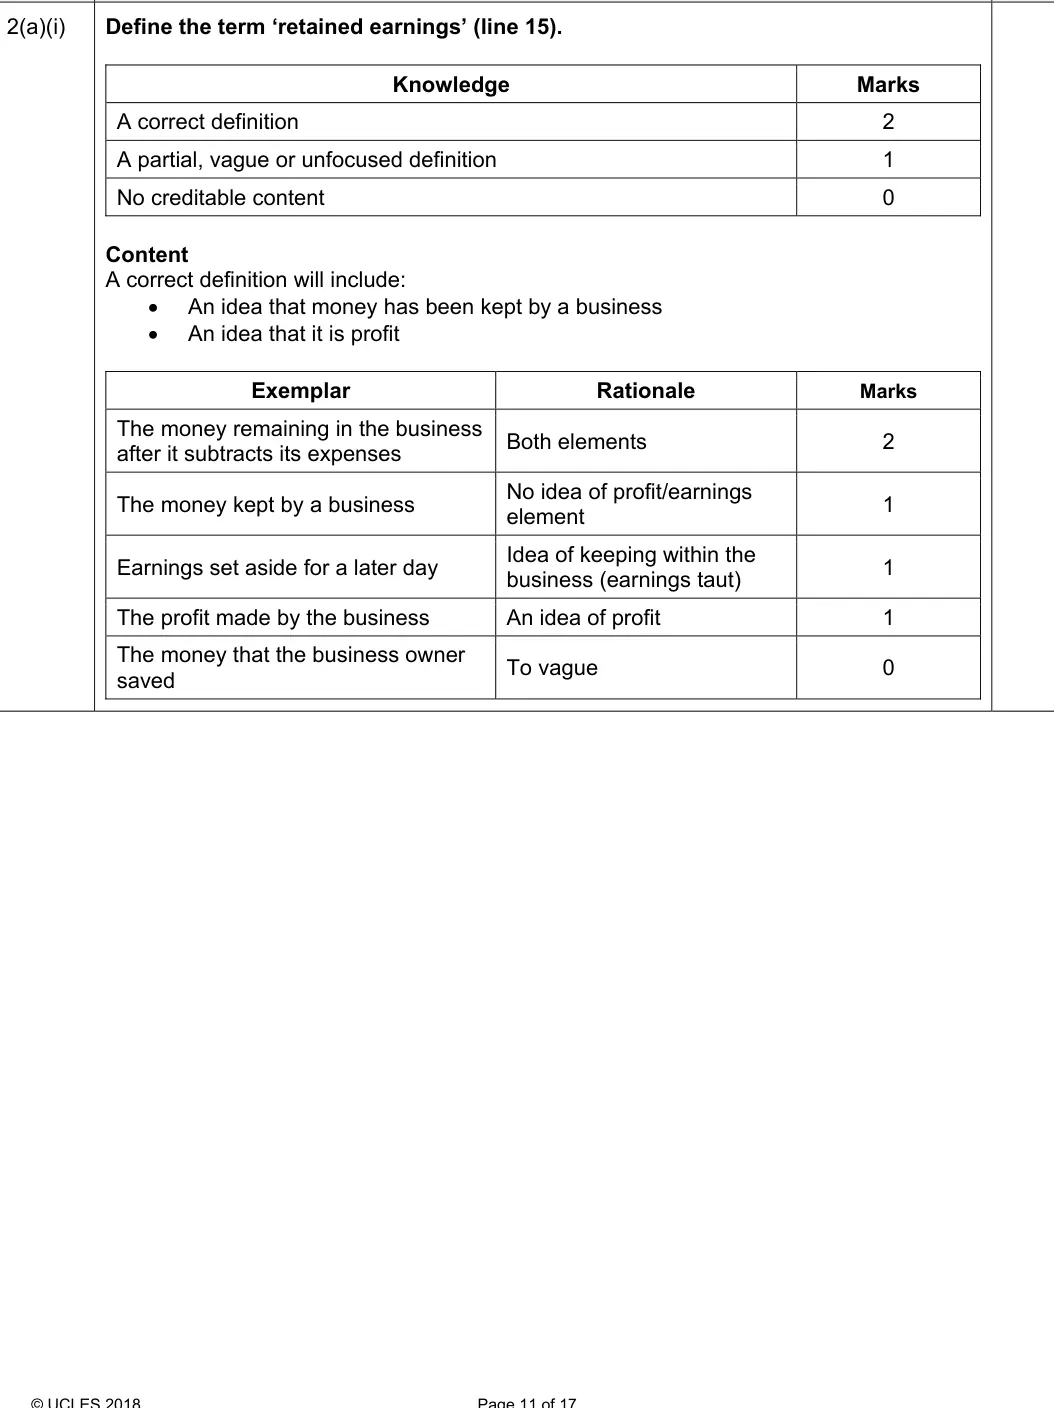 2(a)(i) Define the term ‘retained earnings’ (line 15).
Knowledge Marks
A correct definition 2
A partial, vague or unfocused definition 1
No creditable content 0
Content
A correct definition will include:
• An idea that money has been kept by a business
• An idea that it is profit
Exemplar Rationale Marks
The money remaining in the business
after it subtracts its expenses
Both elements 2
The money kept by a business
No idea of profit/earnings
element
1
Earnings set aside for a later day
Idea of keeping within the
business (earnings taut)
1
The profit made by the business An idea of profit 1
The money that the business owner
saved
To vague 0
© UCLES 2018 Page 11 of 17